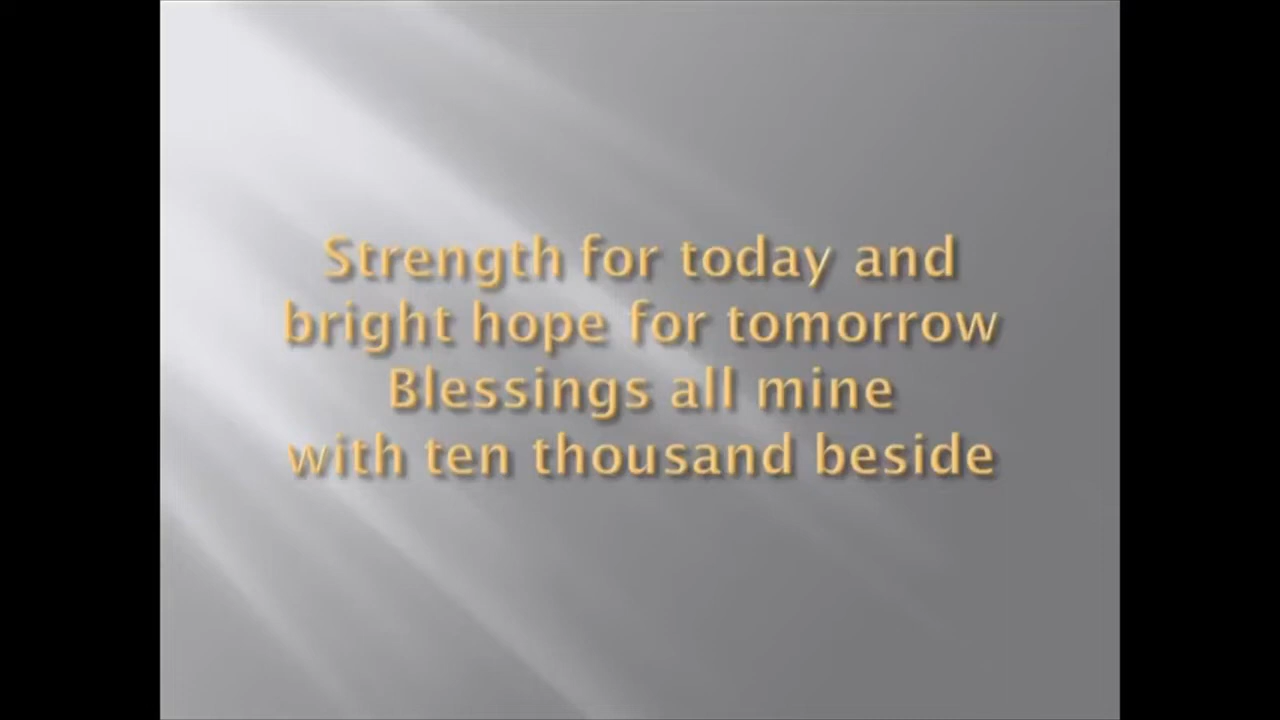 Strength for today and
bright hope for tomorrow
Blessings all mine
with ten thousand beside